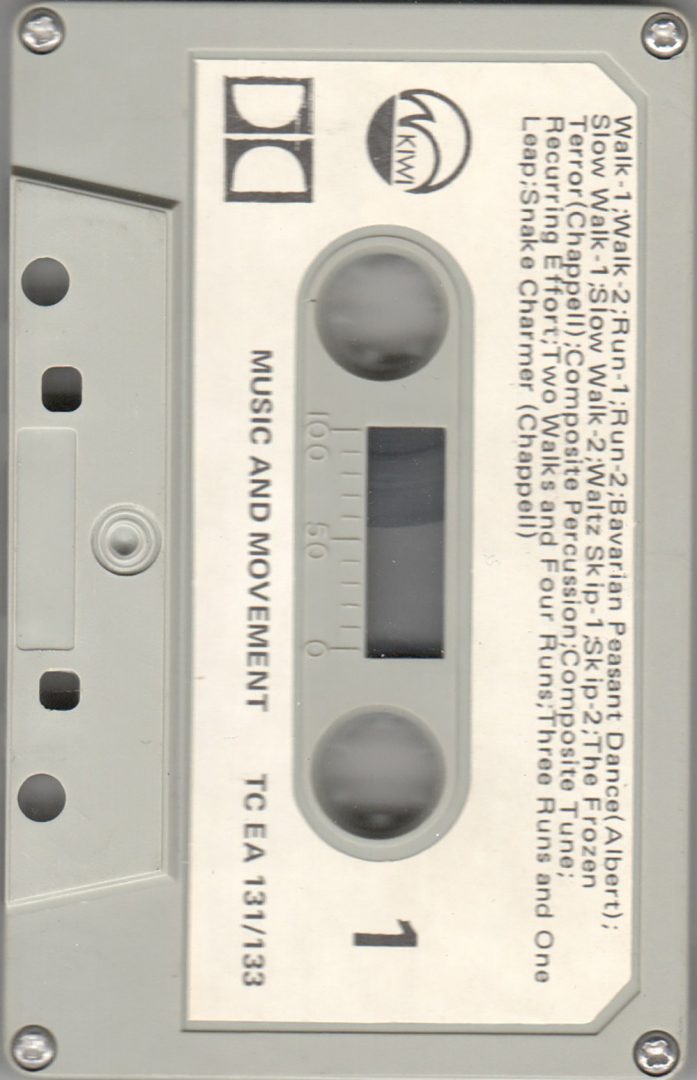 Walk-1;Walk-2;Run-1;Run-2;Bavarian Peasant Dance(Albert);
Slow Walk-1;Slow Walk-2;Waltz Skip-1;Skip-2;The Frozen
Terror(Chappell);Composite Percussion;Composite Tune;
Recurring Effort;Two Walks and Four Runs;Three Runs and One
Leap;Snake Charmer (Chappell)
KIWI
1
100 50 0
MUSIC AND MOVEMENT TC EA 131/133